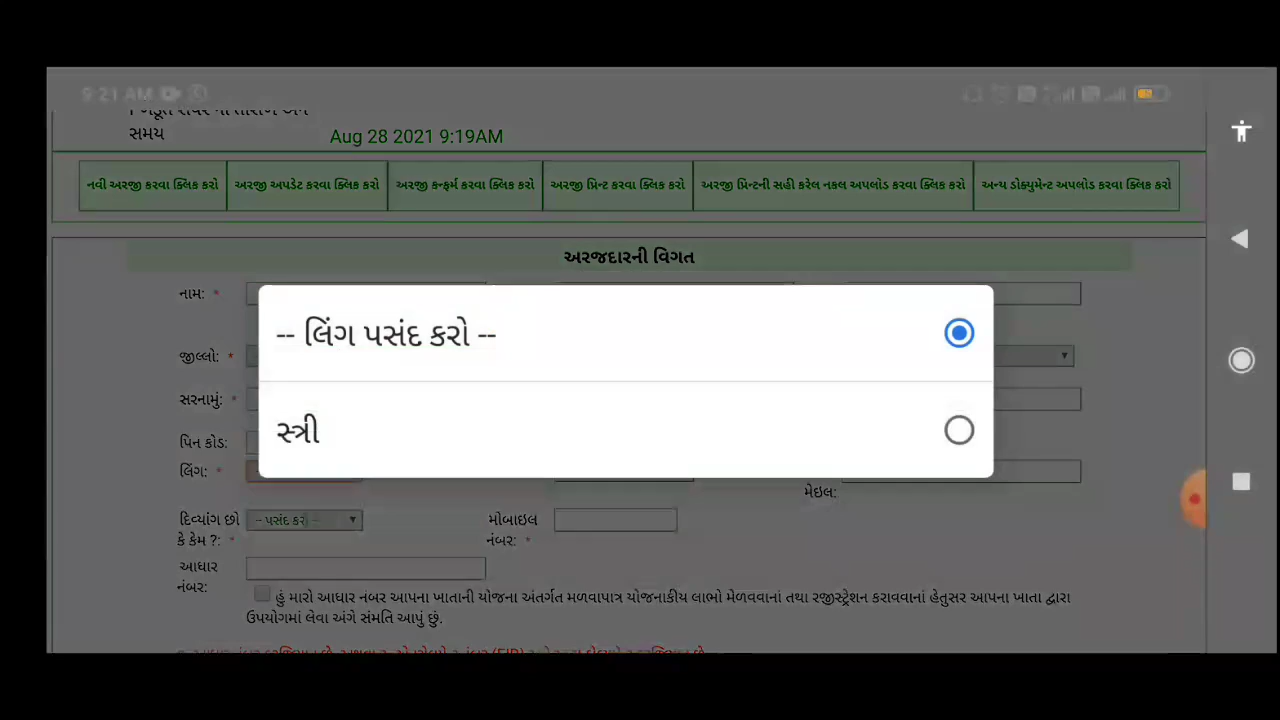 9:21 AM
સમય
Aug 28 2021 9:19AM
નવી અરજી કરવા ક્લિક કરો અરજી અપડેટ કરવા ક્લિક કરો અરજી કન્ફર્મ કરવા ક્લિક કરો અરજી પ્રિન્ટ કરવા ક્લિક કરો અરજી પ્રિન્ટની સહી કરેલ નકલ અપલોડ કરવા ક્લિક કરો અન્ય ડોક્યુમેન્ટ અપલોડ કરવા ક્લિક કરો
અરજદારની વિગત
નામ: *
-- લિંગ પસંદ કરો --
જીલ્લો: *
સરનામું: *
સ્ત્રી
પિન કોડ:
લિંગ: *
મેઇલ:
દિવ્યાંગ છો -- પસંદ કરો -- મોબાઇલ
કે કેમ ?: * નંબર: *
આધાર
નંબર:
હું મારો આધાર નંબર આપના ખાતાની યોજના અંતર્ગત મળવાપાત્ર યોજનાકીય લાભો મેળવવાનાં તથા રજીસ્ટ્રેશન કરાવવાનાં હેતુસર આપના ખાતા દ્વારા
ઉપયોગમાં લેવા અંગે સંમતિ આપું છું.